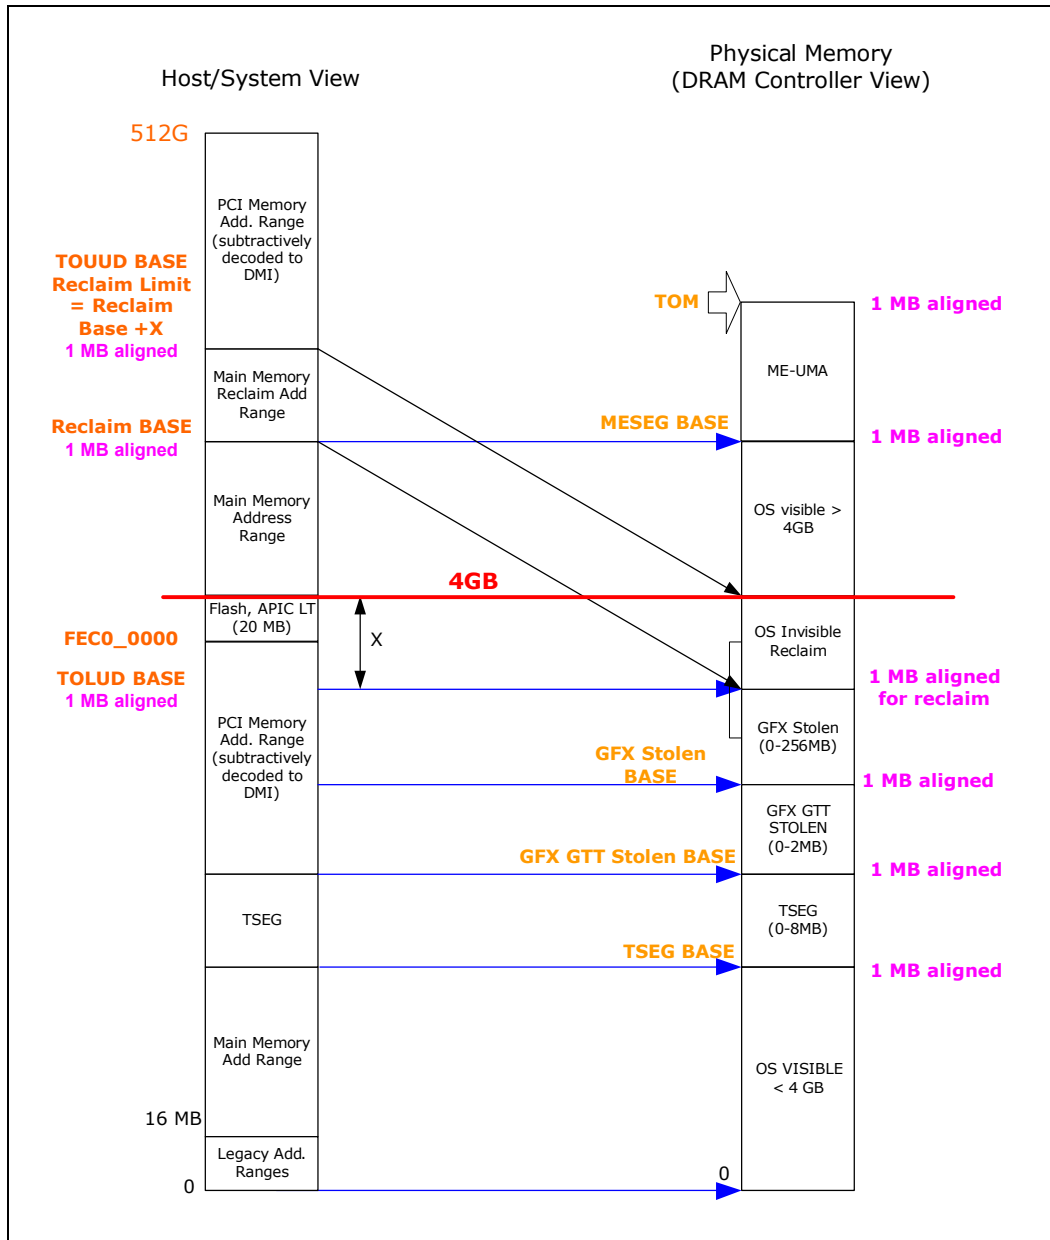 Host/System View
Physical Memory
(DRAM Controller View)
512G
PCI Memory
Add. Range
(subtractively
decoded to
DMI)
TOUUD BASE
Reclaim Limit
= Reclaim
Base +X
1 MB aligned
TOM
1 MB aligned
Main Memory
Reclaim Add
Range
ME-UMA
Reclaim BASE
1 MB aligned
MESEG BASE
1 MB aligned
Main Memory
Address
Range
OS visible >
4GB
4GB
Flash, APIC LT
(20 MB)
FEC0_0000
X
OS Invisible
Reclaim
TOLUD BASE
1 MB aligned
1 MB aligned
for reclaim
PCI Memory
Add. Range
(subtractively
decoded to
DMI)
GFX Stolen
(0-256MB)
GFX Stolen
BASE
1 MB aligned
GFX GTT
STOLEN
(0-2MB)
GFX GTT Stolen BASE
1 MB aligned
TSEG
TSEG
(0-8MB)
TSEG BASE
1 MB aligned
Main Memory
Add Range
OS VISIBLE
< 4 GB
16 MB
Legacy Add.
Ranges
0
0